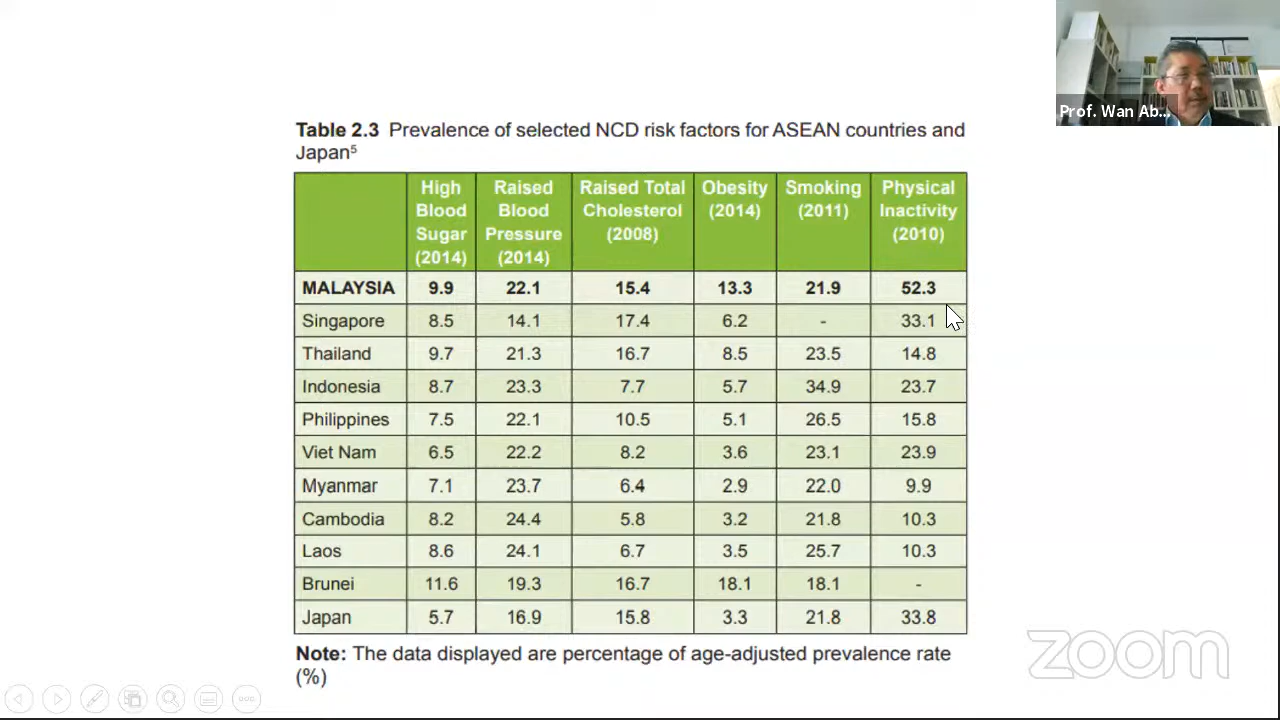 Prof. Wan Ab...
Table 2.3 Prevalence of selected NCD risk factors for ASEAN countries and
Japan5
High Blood Sugar (2014) Raised Blood Pressure (2014) Raised Total Cholesterol (2008) Obesity (2014) Smoking (2011) Physical Inactivity (2010)
MALAYSIA 9.9 22.1 15.4 13.3 21.9 52.3
Singapore 8.5 14.1 17.4 6.2 - 33.1
Thailand 9.7 21.3 16.7 8.5 23.5 14.8
Indonesia 8.7 23.3 7.7 5.7 34.9 23.7
Philippines 7.5 22.1 10.5 5.1 26.5 15.8
Viet Nam 6.5 22.2 8.2 3.6 23.1 23.9
Myanmar 7.1 23.7 6.4 2.9 22.0 9.9
Cambodia 8.2 24.4 5.8 3.2 21.8 10.3
Laos 8.6 24.1 6.7 3.5 25.7 10.3
Brunei 11.6 19.3 16.7 18.1 18.1 -
Japan 5.7 16.9 15.8 3.3 21.8 33.8
Note: The data displayed are percentage of age-adjusted prevalence rate
(%)
zoom